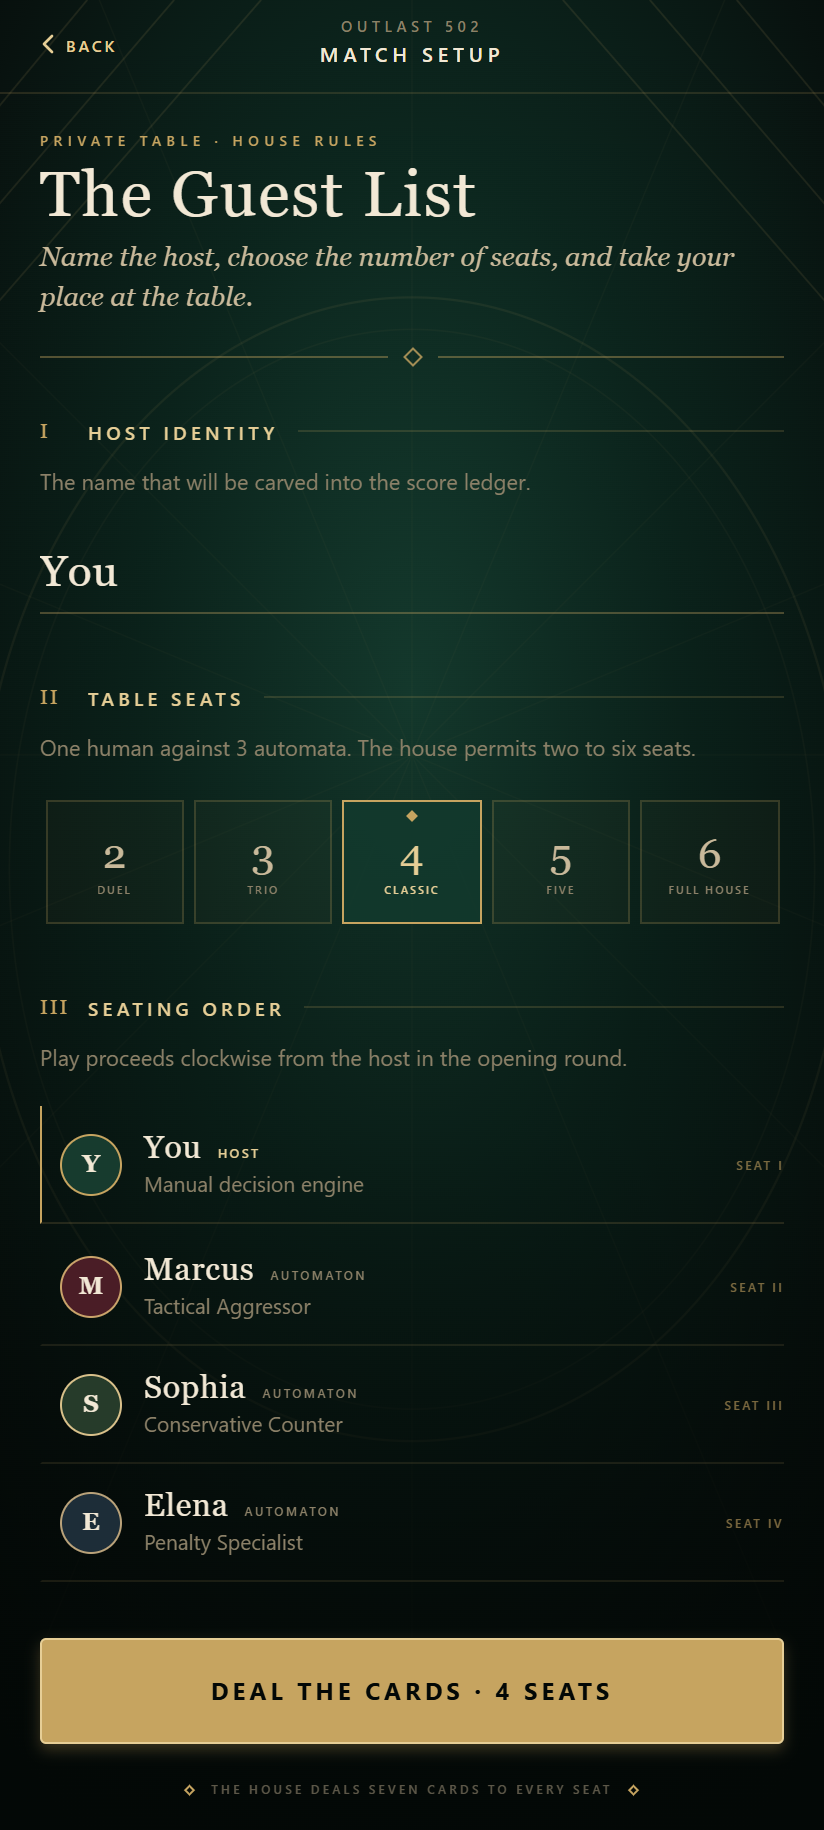 OUTLAST 502
BACK
MATCH SETUP
PRIVATE TABLE · HOUSE RULES
The Guest List
Name the host, choose the number of seats, and take your
place at the table.
I HOST IDENTITY
The name that will be carved into the score ledger.
You
II TABLE SEATS
One human against 3 automata. The house permits two to six seats.
2 3 4 5 6
DUEL TRIO CLASSIC FIVE FULL HOUSE
III SEATING ORDER
Play proceeds clockwise from the host in the opening round.
Y You HOST
Manual decision engine
SEAT I
M Marcus AUTOMATON
Tactical Aggressor
SEAT II
S Sophia AUTOMATON
Conservative Counter
SEAT III
E Elena AUTOMATON
Penalty Specialist
SEAT IV
DEAL THE CARDS · 4 SEATS
THE HOUSE DEALS SEVEN CARDS TO EVERY SEAT